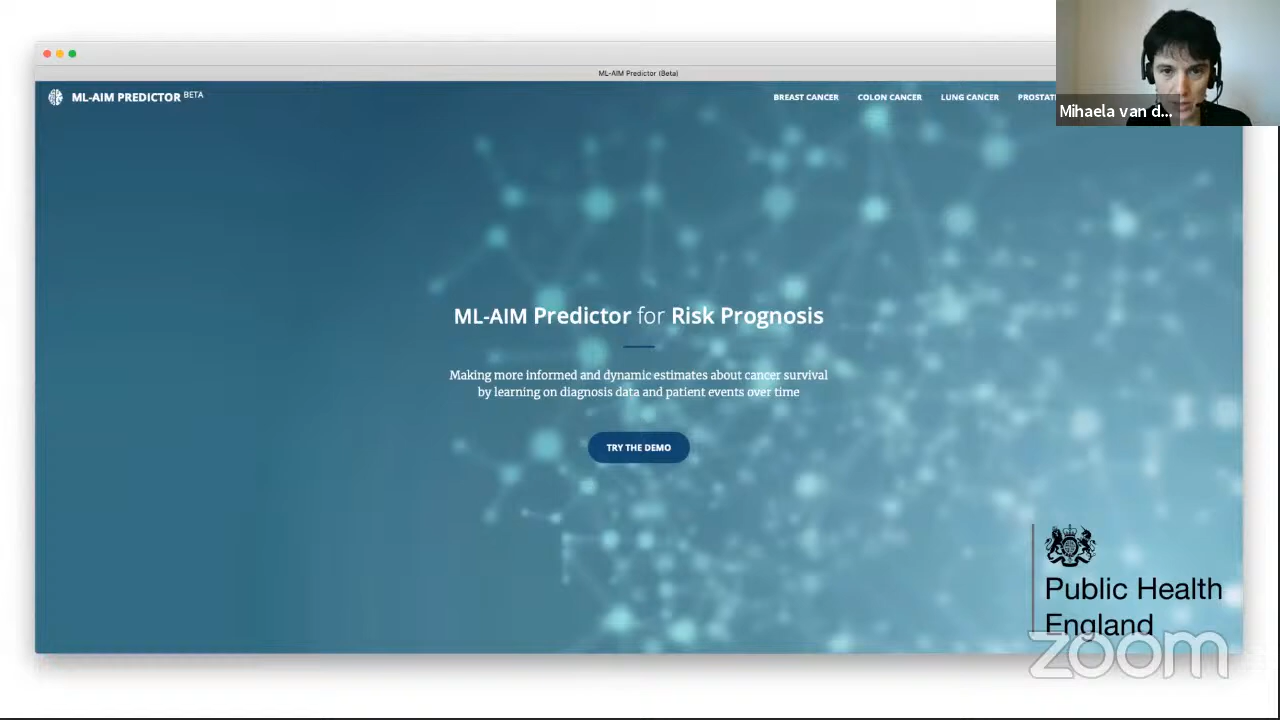 ML-AIM Predictor (Beta)
ML-AIM PREDICTOR BETA
BREAST CANCER COLON CANCER LUNG CANCER PROSTAT
Mihaela van d...
ML-AIM Predictor for Risk Prognosis
Making more informed and dynamic estimates about cancer survival
by learning on diagnosis data and patient events over time
TRY THE DEMO
Public Health
England
zoom